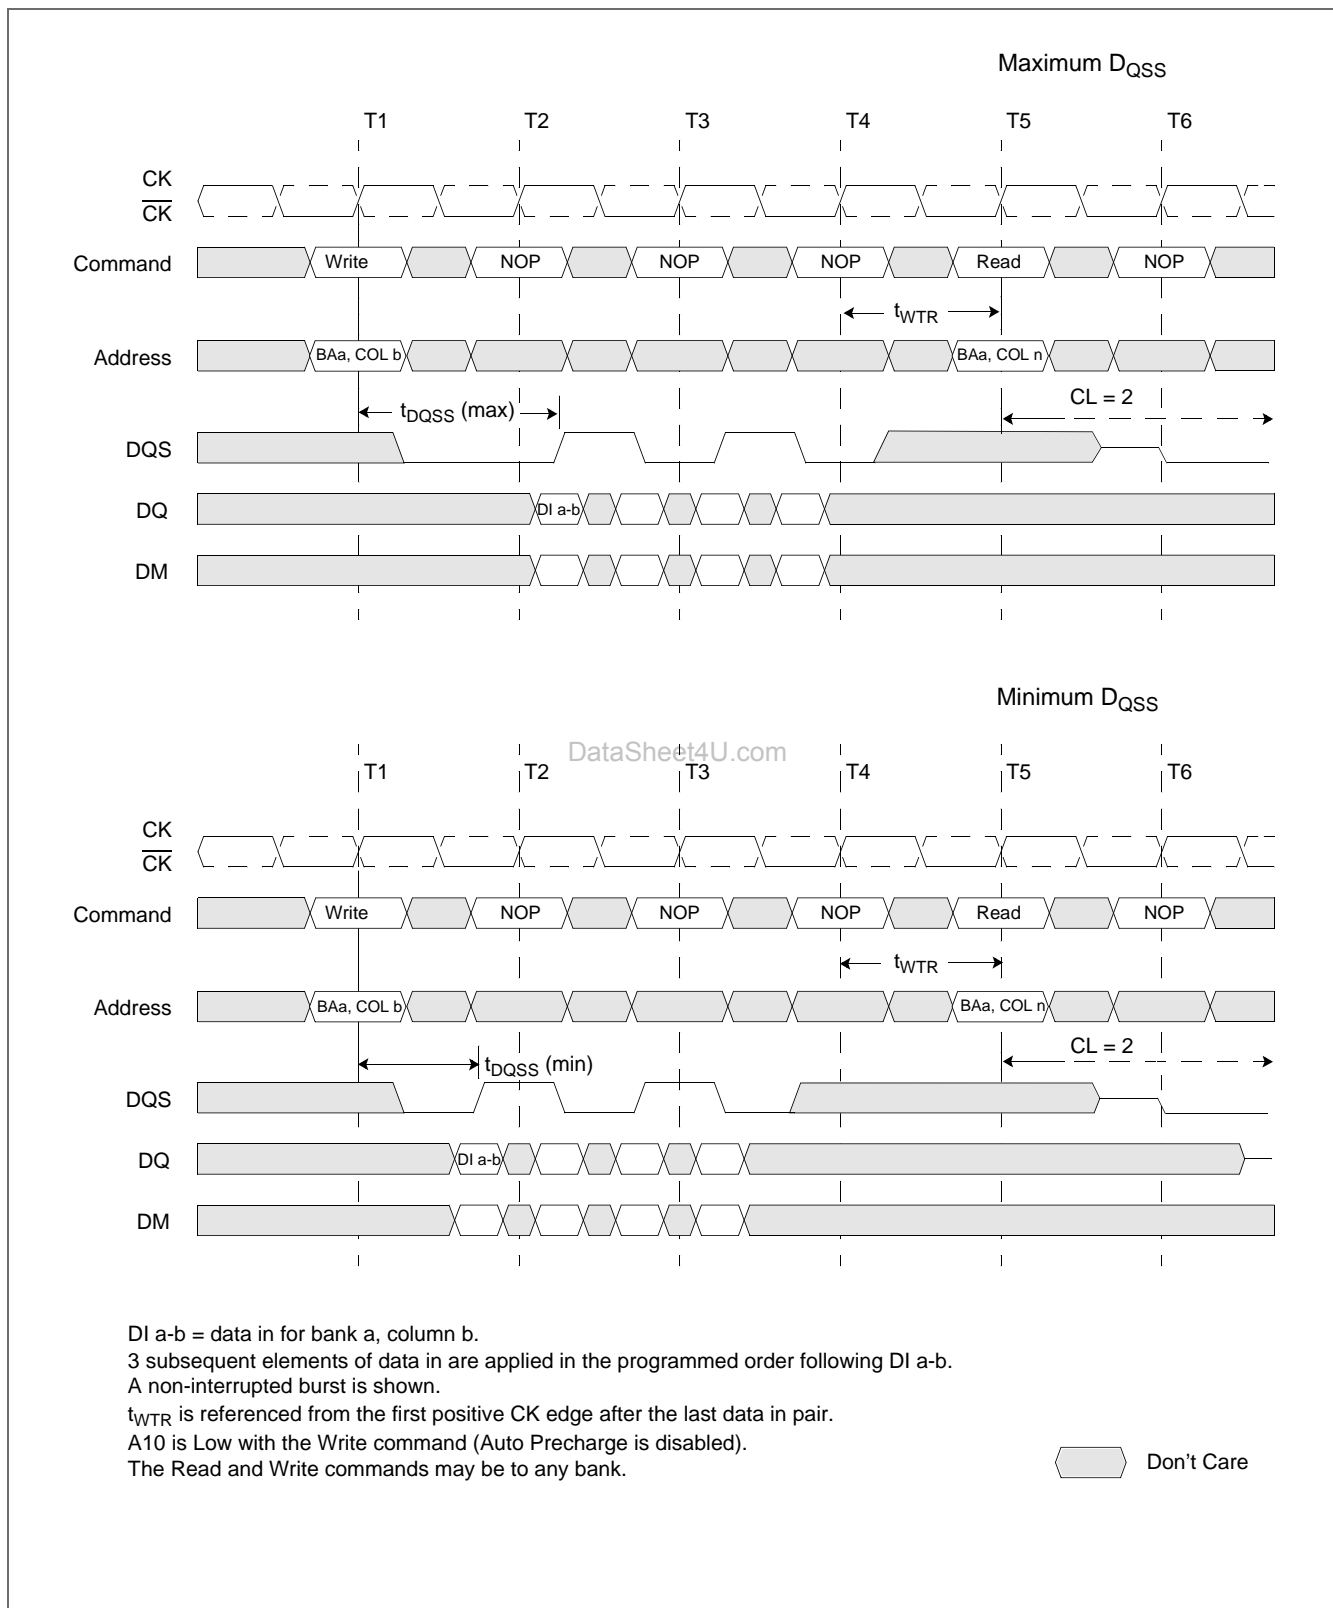 Maximum DQSS
T1 T2 T3 T4 T5 T6
CK
CK
Command Write NOP NOP NOP Read NOP
tWTR
Address BAa, COL b BAa, COL n
tDQSS (max) CL = 2
DQS
DQ DI a-b
DM
Minimum DQSS
DataSheet4U.com
T1 T2 T3 T4 T5 T6
CK
CK
Command Write NOP NOP NOP Read NOP
tWTR
Address BAa, COL b BAa, COL n
tDQSS (min) CL = 2
DQS
DQ DI a-b
DM
DI a-b = data in for bank a, column b.
3 subsequent elements of data in are applied in the programmed order following DI a-b.
A non-interrupted burst is shown.
tWTR is referenced from the first positive CK edge after the last data in pair.
A10 is Low with the Write command (Auto Precharge is disabled).
The Read and Write commands may be to any bank.
Don't Care